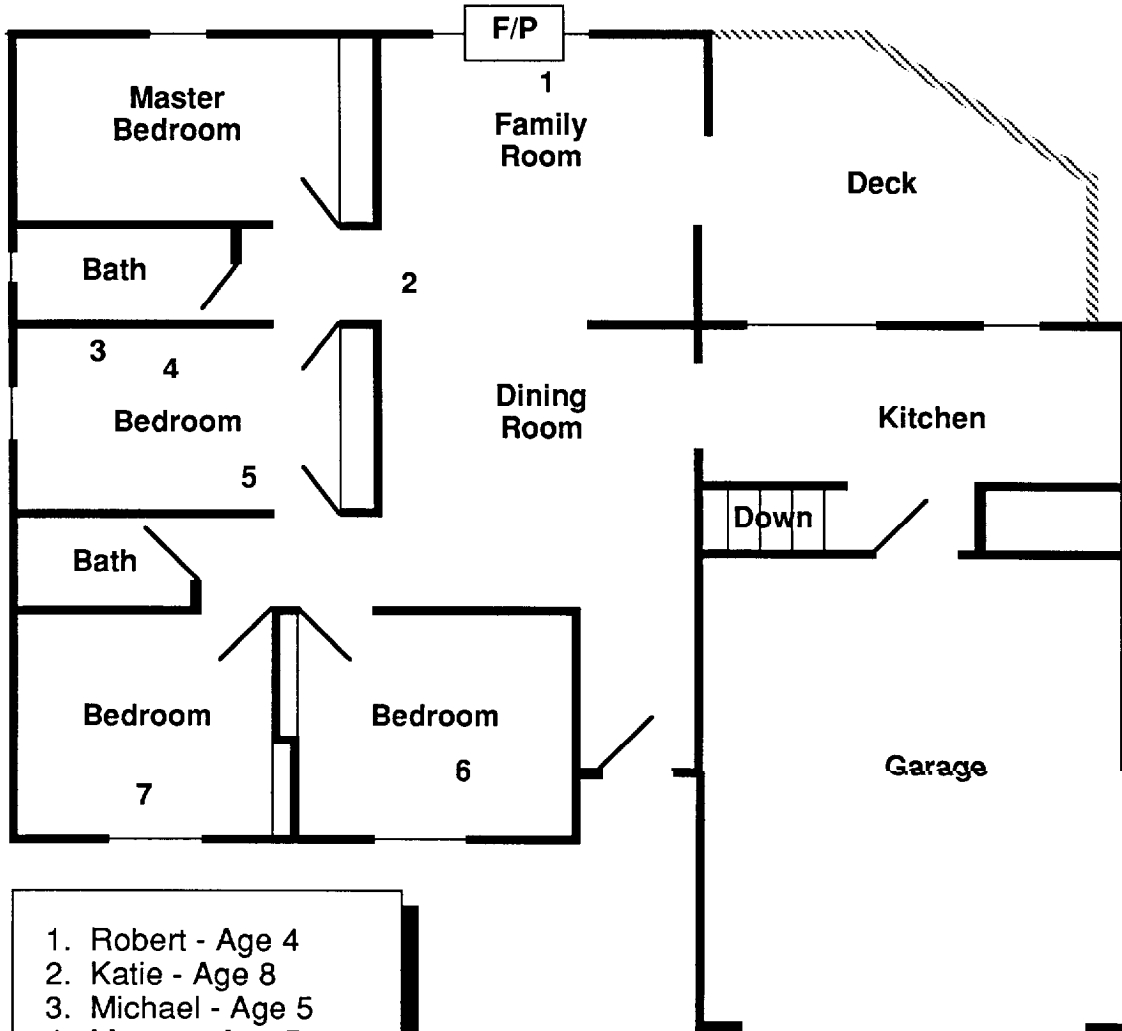 F/P
1
Master
Bedroom
Family
Room
Deck
Bath
2
3
4
Bedroom
5
Dining
Room
Kitchen
Down
Bath
Bedroom
7
Bedroom
6
Garage
1. Robert - Age 4
2. Katie - Age 8
3. Michael - Age 5